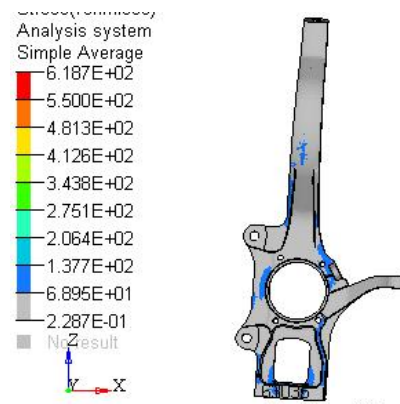 Analysis system
Simple Average
6.187E+02
5.500E+02
4.813E+02
4.126E+02
3.438E+02
2.751E+02
2.064E+02
1.377E+02
6.895E+01
2.287E-01
No result
Z
Y X